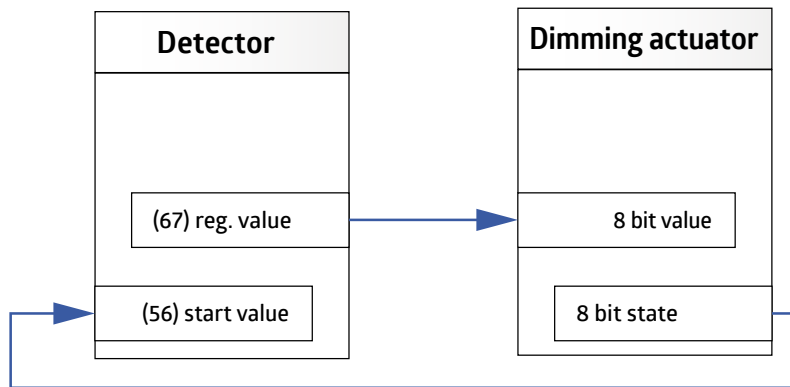 Detector
Dimming actuator
(67) reg. value
8 bit value
(56) start value
8 bit state